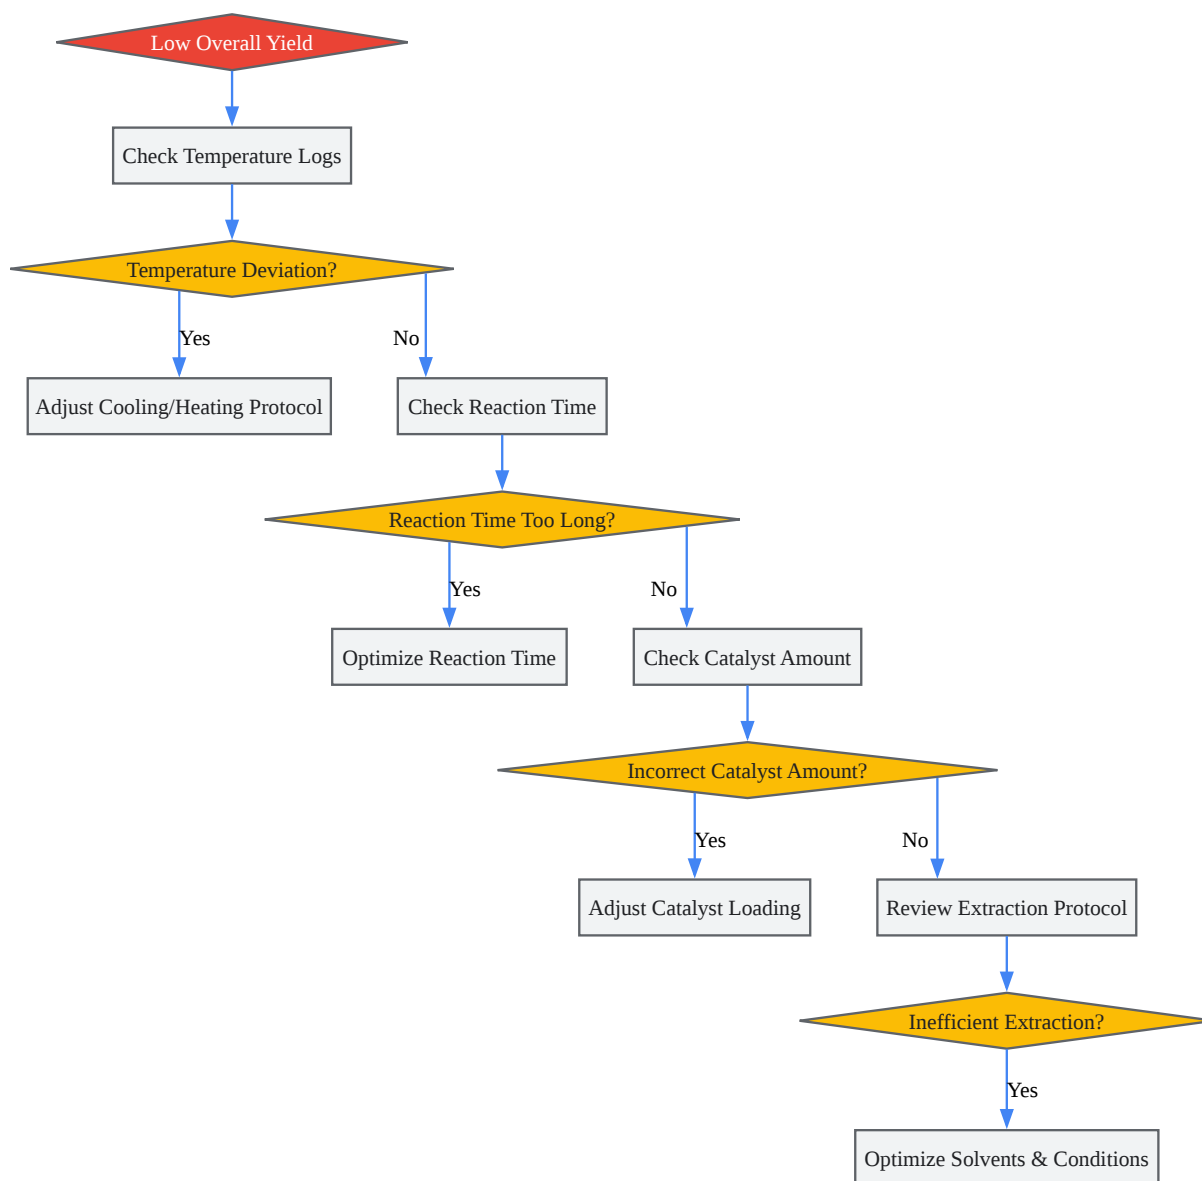 Low Overall Yield
Check Temperature Logs
Temperature Deviation?
Yes
No
Adjust Cooling/Heating Protocol
Check Reaction Time
Reaction Time Too Long?
Yes
No
Optimize Reaction Time
Check Catalyst Amount
Incorrect Catalyst Amount?
Yes
No
Adjust Catalyst Loading
Review Extraction Protocol
Inefficient Extraction?
Yes
Optimize Solvents & Conditions